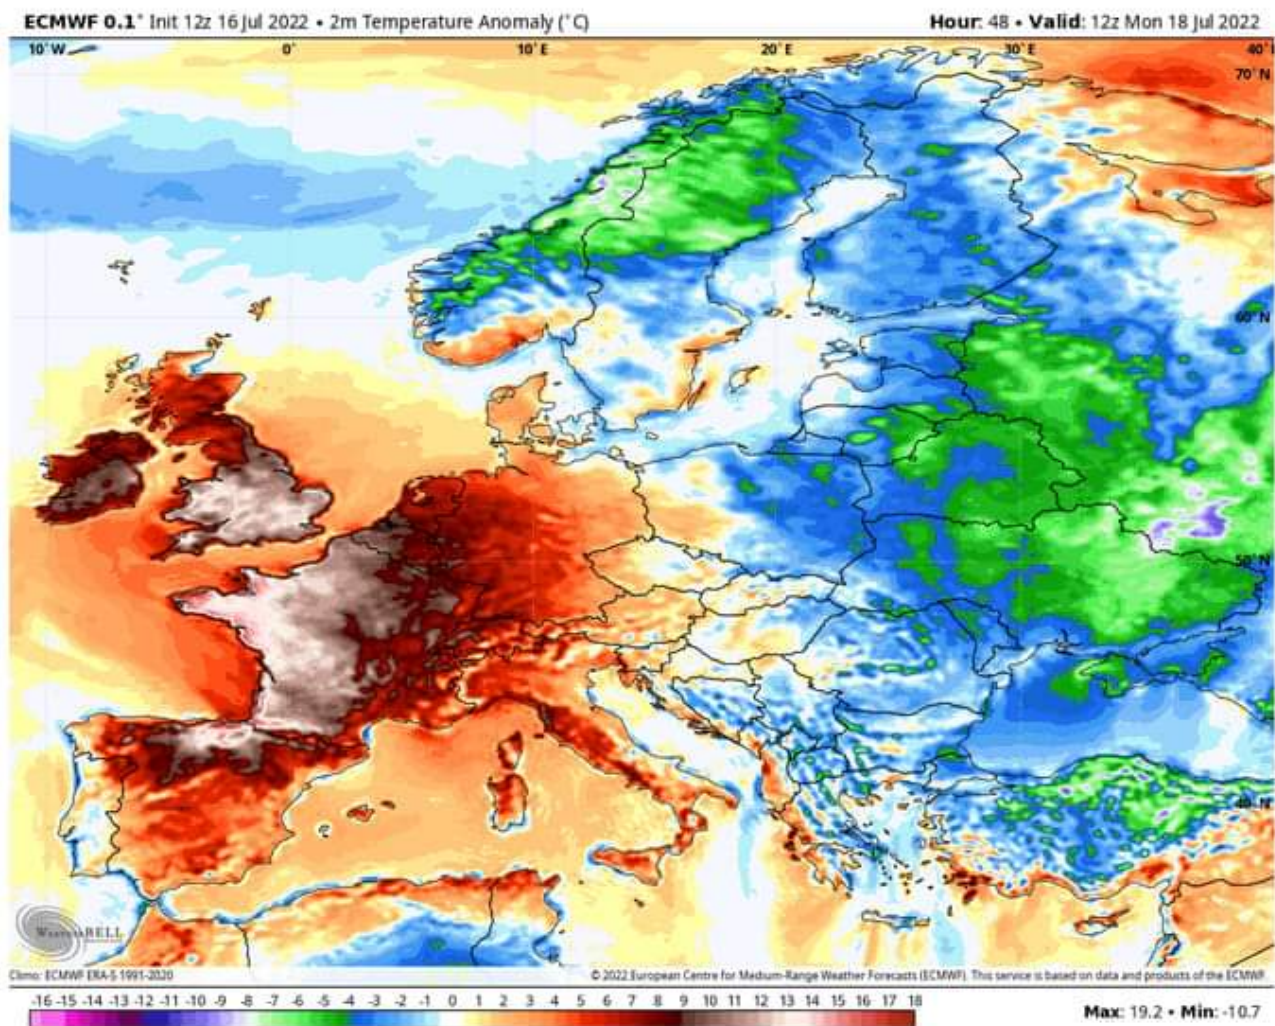 ECMWF 0.1° Init 12z 16 Jul 2022 • 2m Temperature Anomaly (°C) Hour: 48 • Valid: 12z Mon 18 Jul 2022
10°W 0° 10°E 20°E 30°E 40°
70°N
60°N
50°N
40°N
WeatherBELL
Climo: ECMWF ERA-5 1991-2020 © 2022 European Centre for Medium-Range Weather Forecasts (ECMWF). This service is based on data and products of the ECMWF.
-16 -15 -14 -13 -12 -11 -10 -9 -8 -7 -6 -5 -4 -3 -2 -1 0 1 2 3 4 5 6 7 8 9 10 11 12 13 14 15 16 17 18 Max: 19.2 • Min: -10.7